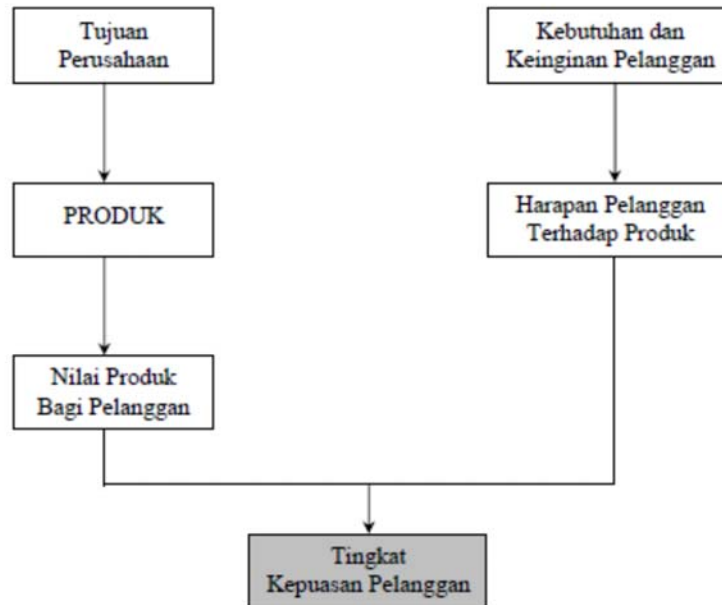 Tujuan
Perusahaan
Kebutuhan dan
Keinginan Pelanggan
PRODUK
Harapan Pelanggan
Terhadap Produk
Nilai Produk
Bagi Pelanggan
Tingkat
Kepuasan Pelanggan